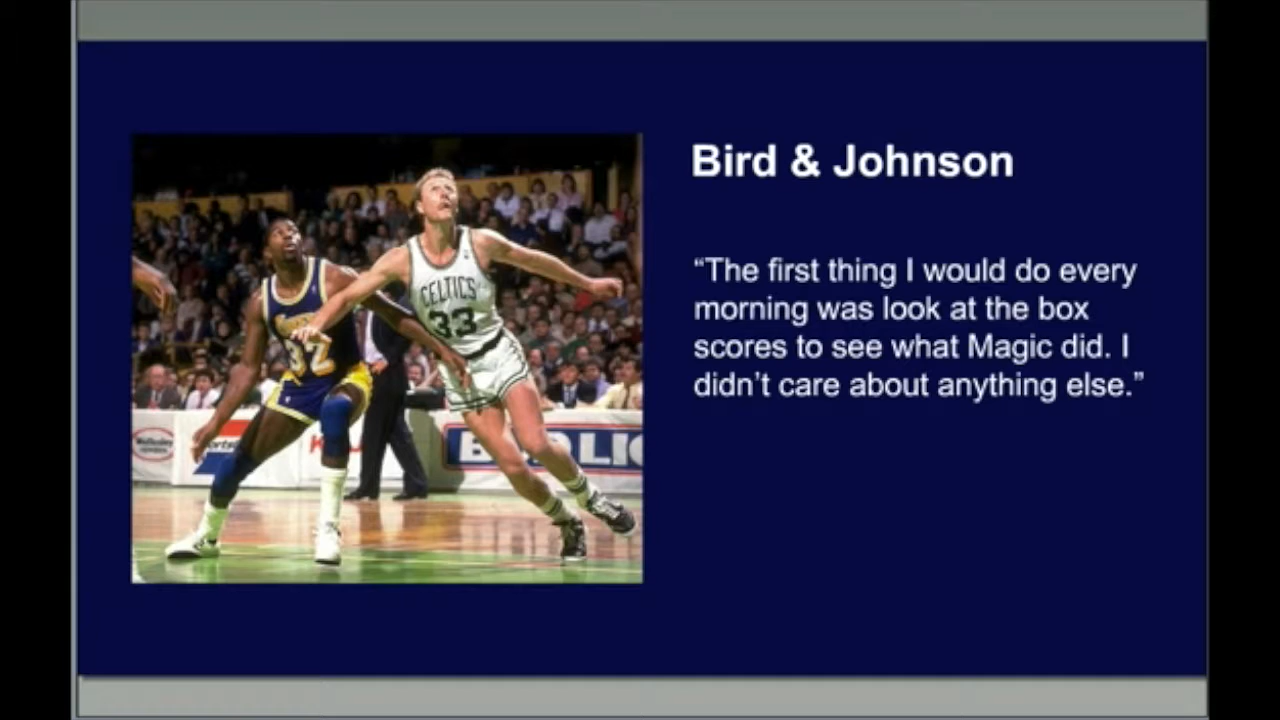 Bird & Johnson
“The first thing I would do every
morning was look at the box
scores to see what Magic did. I
didn’t care about anything else.”
CELTICS
33
32